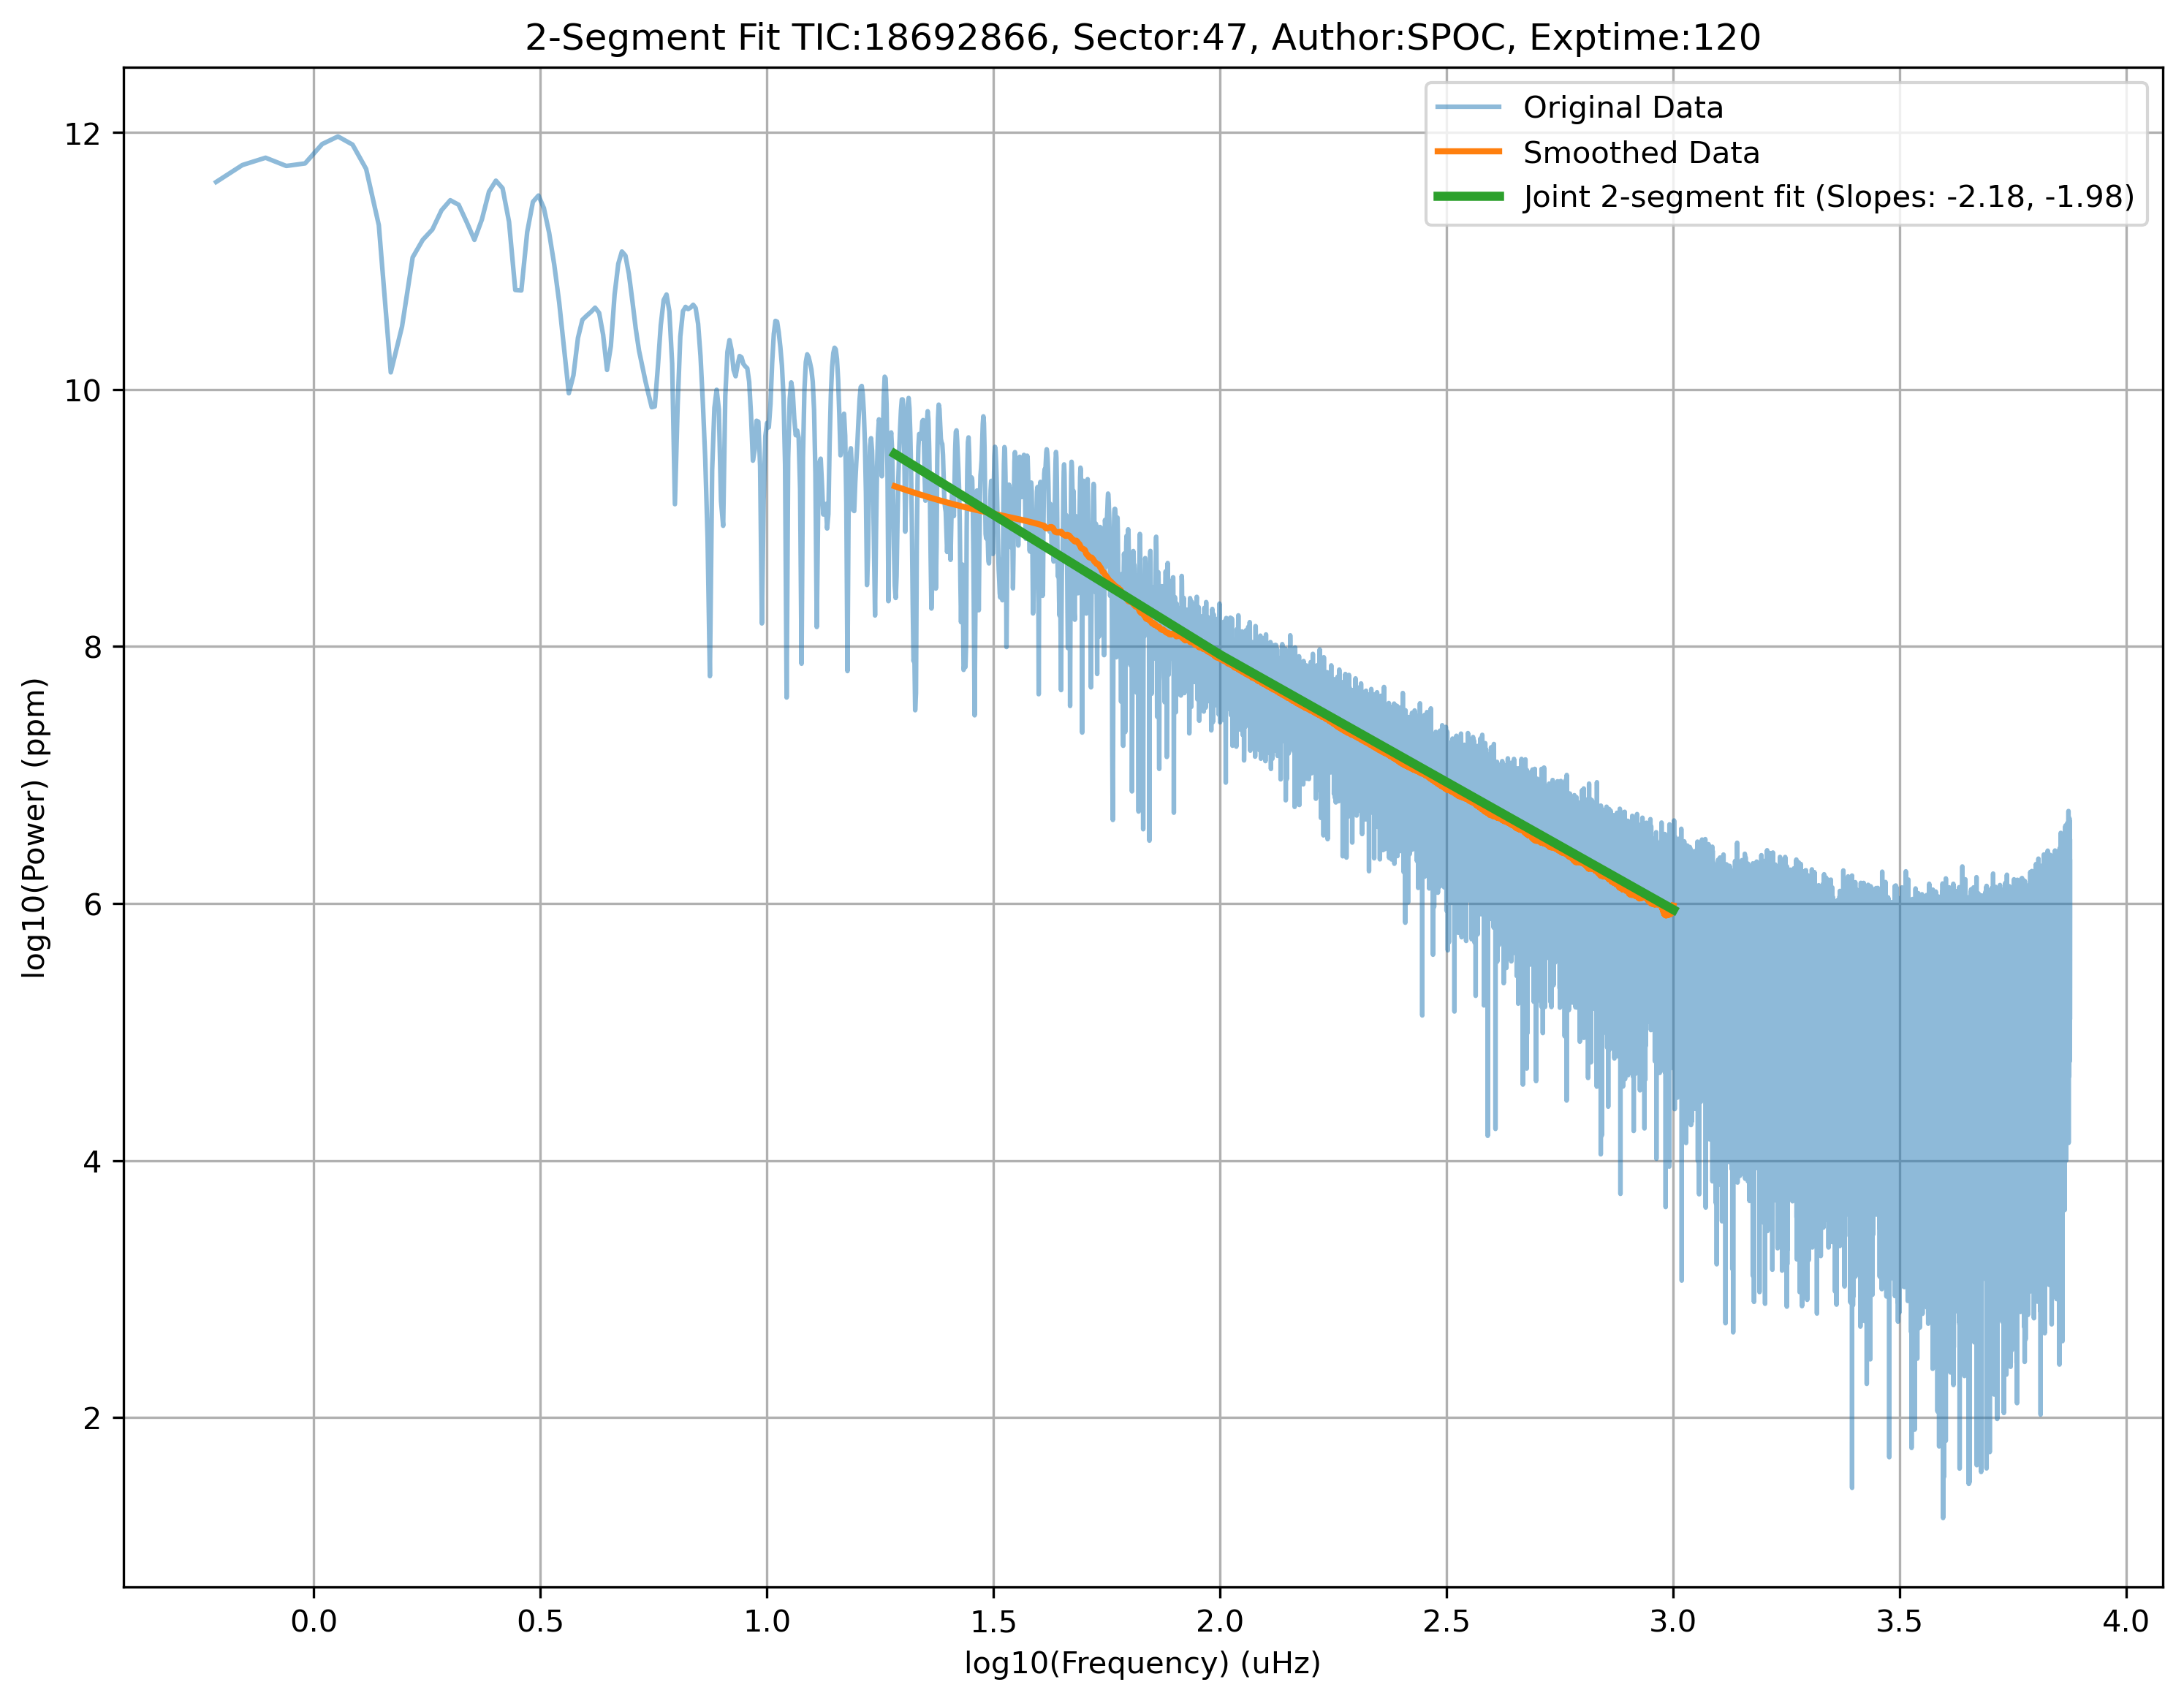 2-Segment Fit TIC:18692866, Sector:47, Author:SPOC, Exptime:120
Original Data
Smoothed Data
Joint 2-segment fit (Slopes: -2.18, -1.98)
log10(Power) (ppm)
12
10
8
6
4
2
0.0 0.5 1.0 1.5 2.0 2.5 3.0 3.5 4.0
log10(Frequency) (uHz)